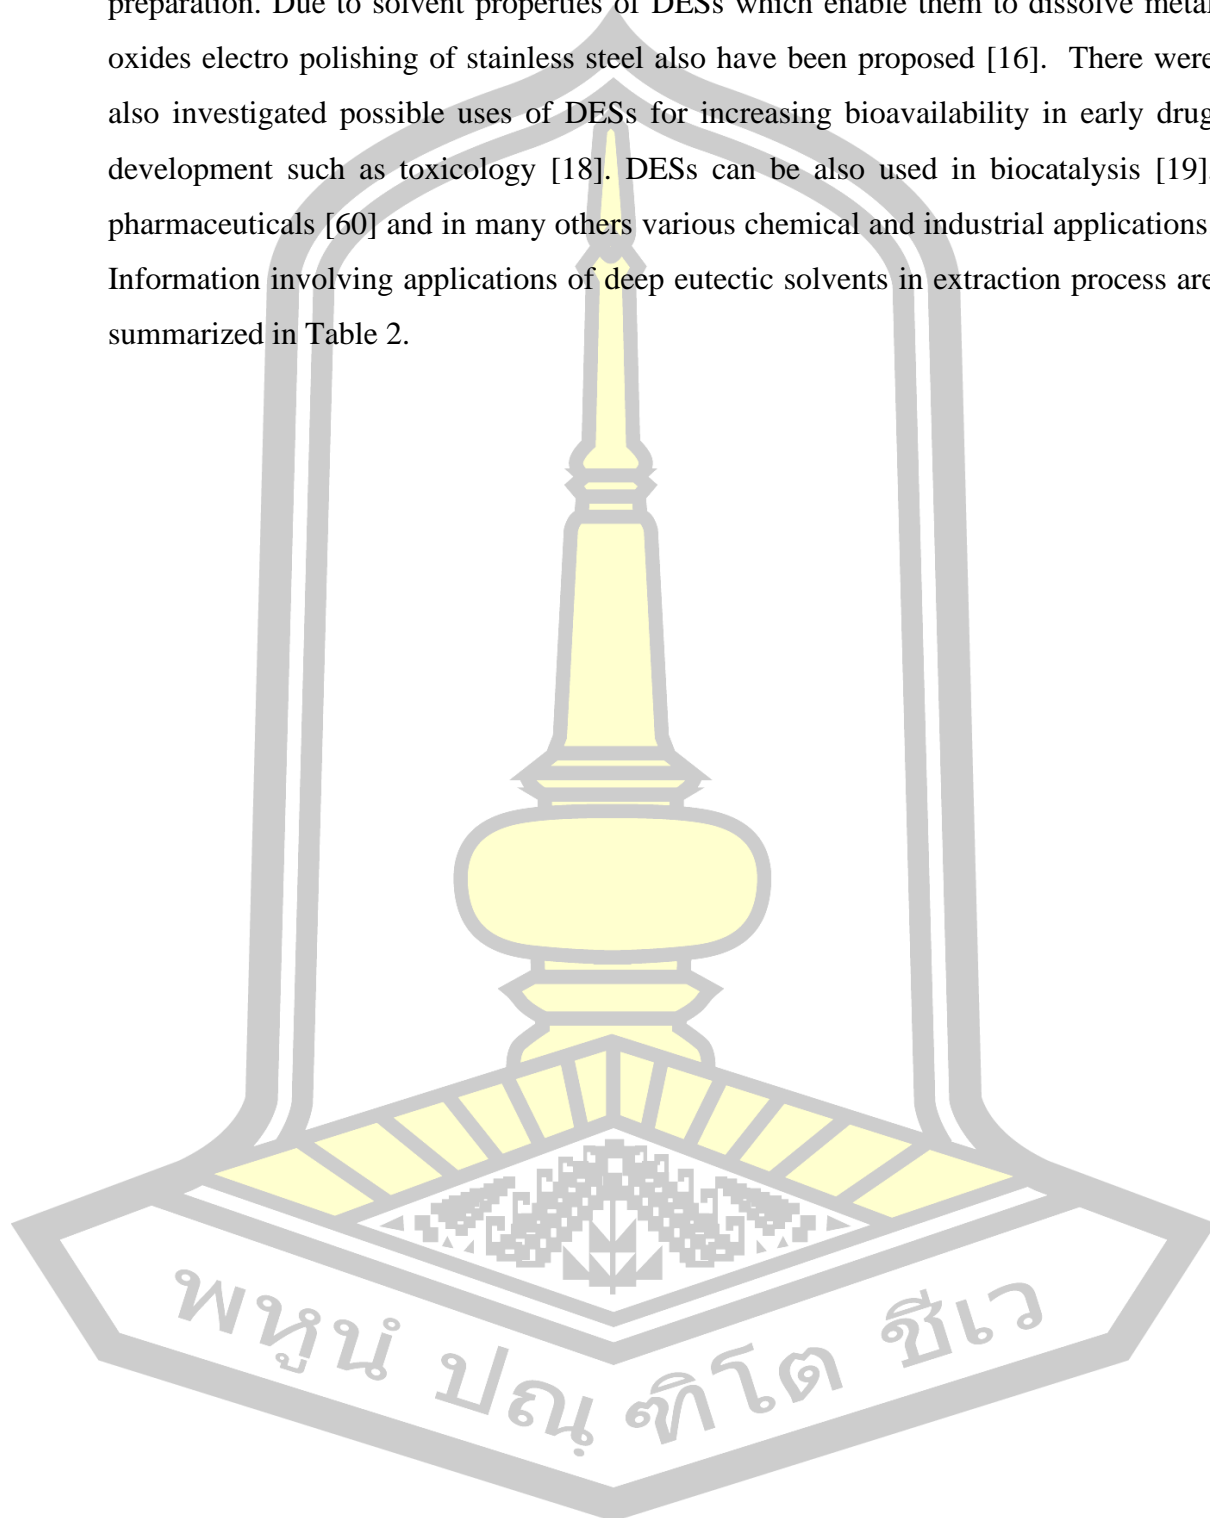 preparation. Due to solvent properties of DESs which enable them to dissolve metal
oxides electro polishing of stainless steel also have been proposed [16]. There were
also investigated possible uses of DESs for increasing bioavailability in early drug
development such as toxicology [18]. DESs can be also used in biocatalysis [19],
pharmaceuticals [60] and in many others various chemical and industrial applications
Information involving applications of deep eutectic solvents in extraction process are
summarized in Table 2.
พหูนํ ปณฺฑิโต ชีเว